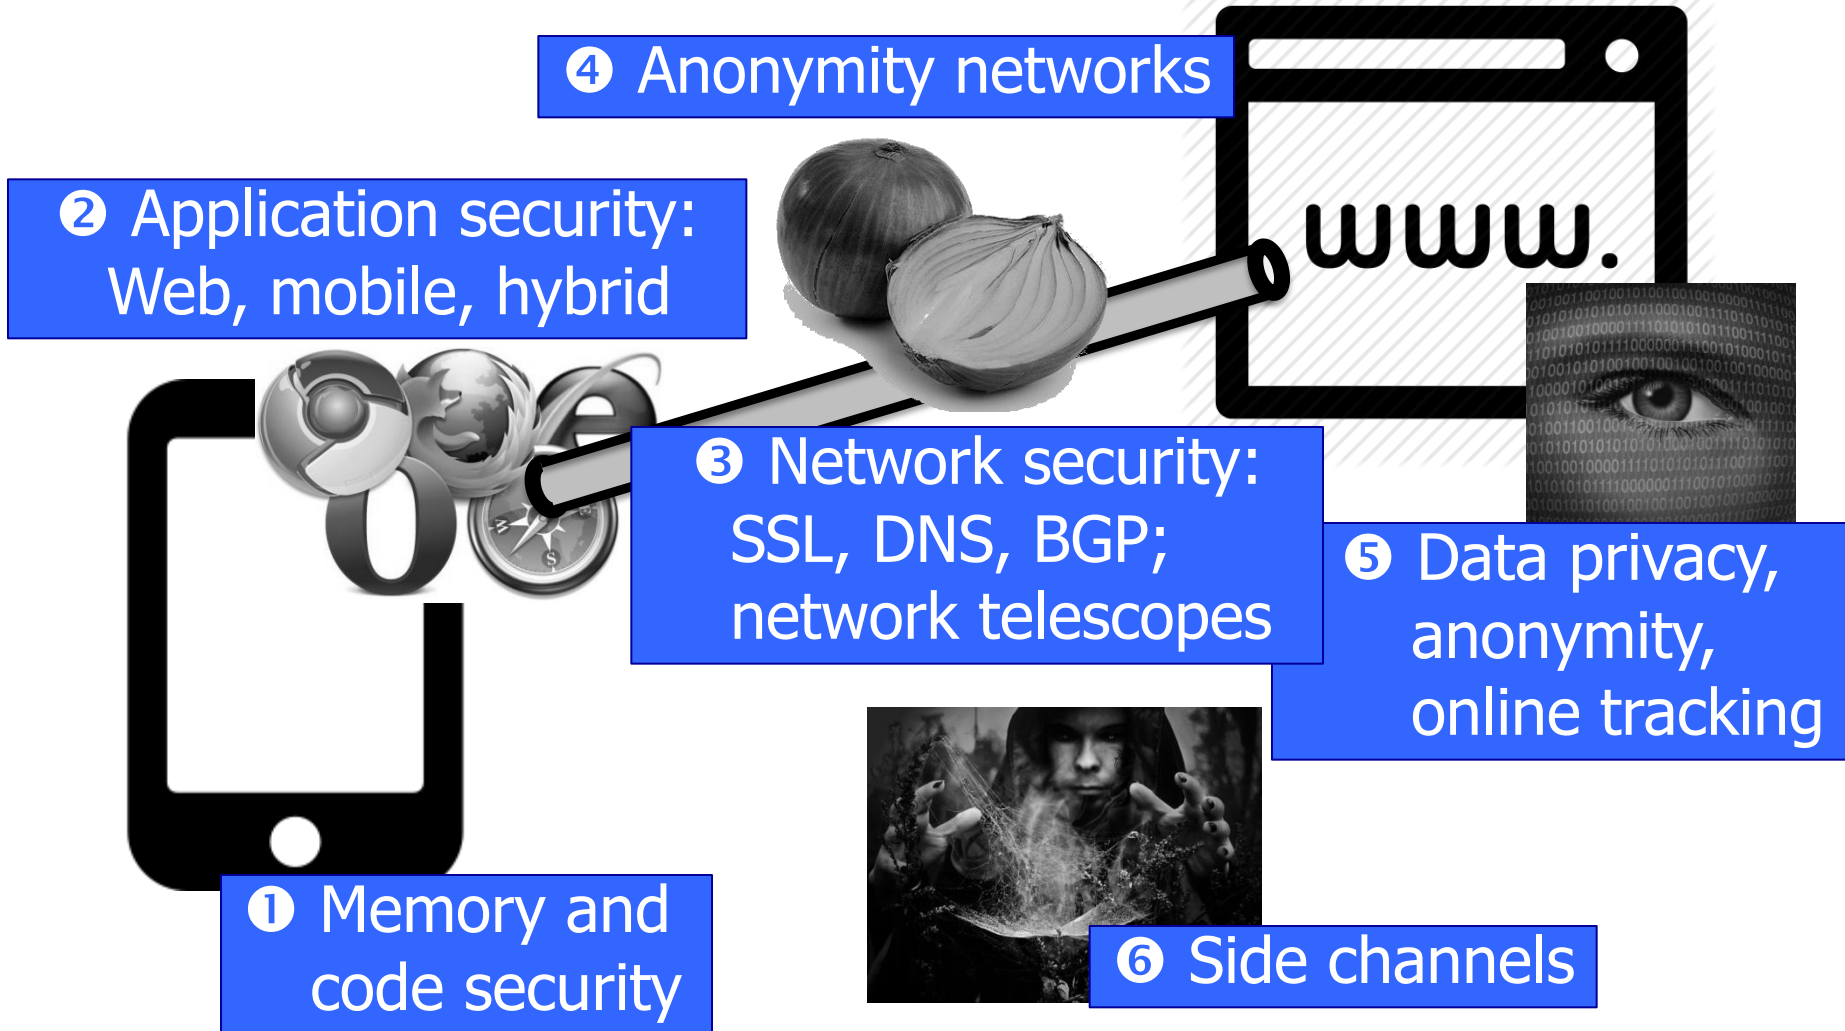 ❹ Anonymity networks
❷ Application security:
Web, mobile, hybrid
www.
❸ Network security:
SSL, DNS, BGP;
network telescopes
❺ Data privacy,
anonymity,
online tracking
❶ Memory and
code security
❻ Side channels